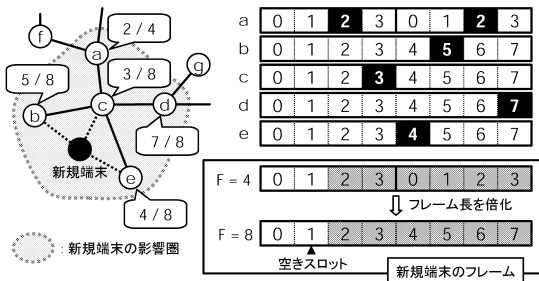 f
2 / 4
a
g
5 / 8
3 / 8
b
c
d
7 / 8
新規端末
e
4 / 8
: 新規端末の影響圏
a 0 1 2 3 0 1 2 3
b 0 1 2 3 4 5 6 7
c 0 1 2 3 4 5 6 7
d 0 1 2 3 4 5 6 7
e 0 1 2 3 4 5 6 7
F = 4 0 1 2 3 0 1 2 3
フレーム長を倍化
F = 8 0 1 2 3 4 5 6 7
空きスロット
新規端末のフレーム